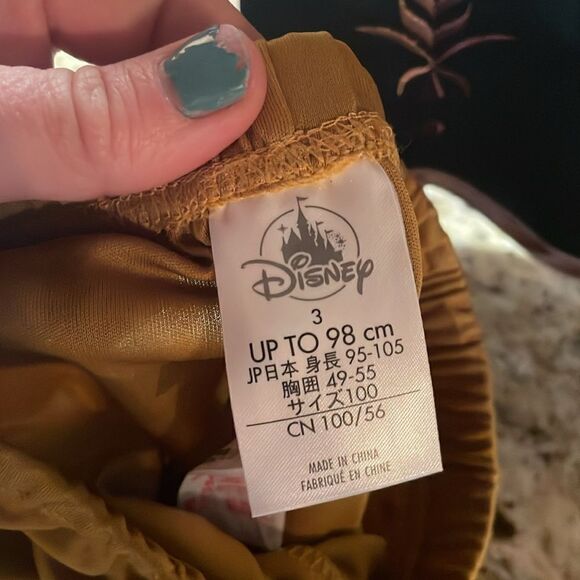 Disney
3
UP TO 98 cm
JP日本 身長 95-105
胸囲 49-55
サイズ100
CN 100/56
MADE IN CHINA
FABRIQUÉ EN CHINE